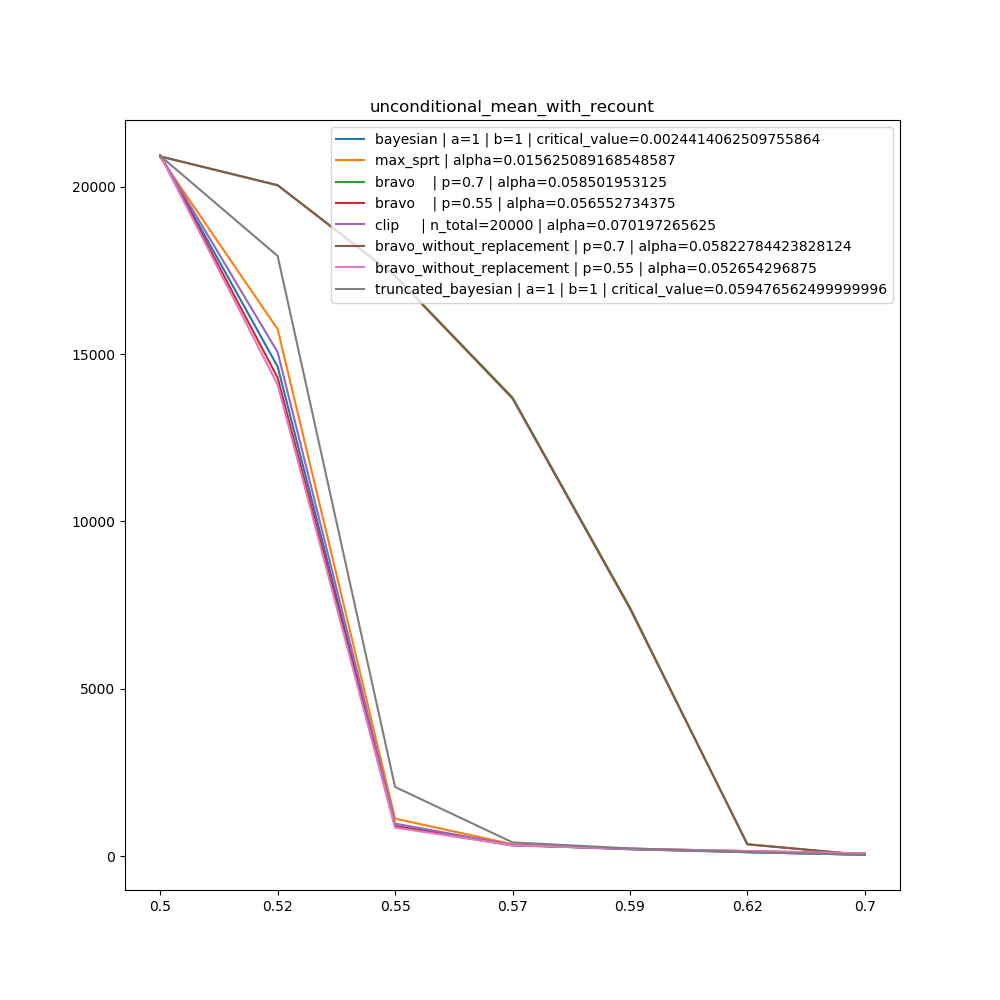 unconditional_mean_with_recount
bayesian | a=1 | b=1 | critical_value=0.0024414062509755864
max_sprt | alpha=0.015625089168548587
bravo    | p=0.7 | alpha=0.058501953125
bravo    | p=0.55 | alpha=0.056552734375
clip     | n_total=20000 | alpha=0.070197265625
bravo_without_replacement | p=0.7 | alpha=0.05822784423828124
bravo_without_replacement | p=0.55 | alpha=0.052654296875
truncated_bayesian | a=1 | b=1 | critical_value=0.059476562499999996
20000
15000
10000
5000
0
0.5 0.52 0.55 0.57 0.59 0.62 0.7